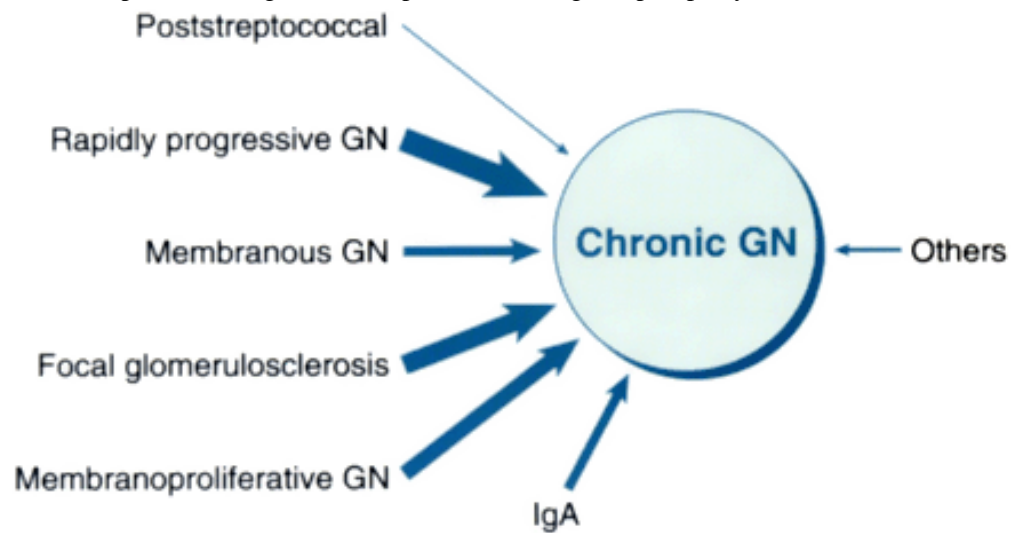 Poststreptococcal
Rapidly progressive GN
Membranous GN
Chronic GN
Others
Focal glomerulosclerosis
Membranoproliferative GN
IgA